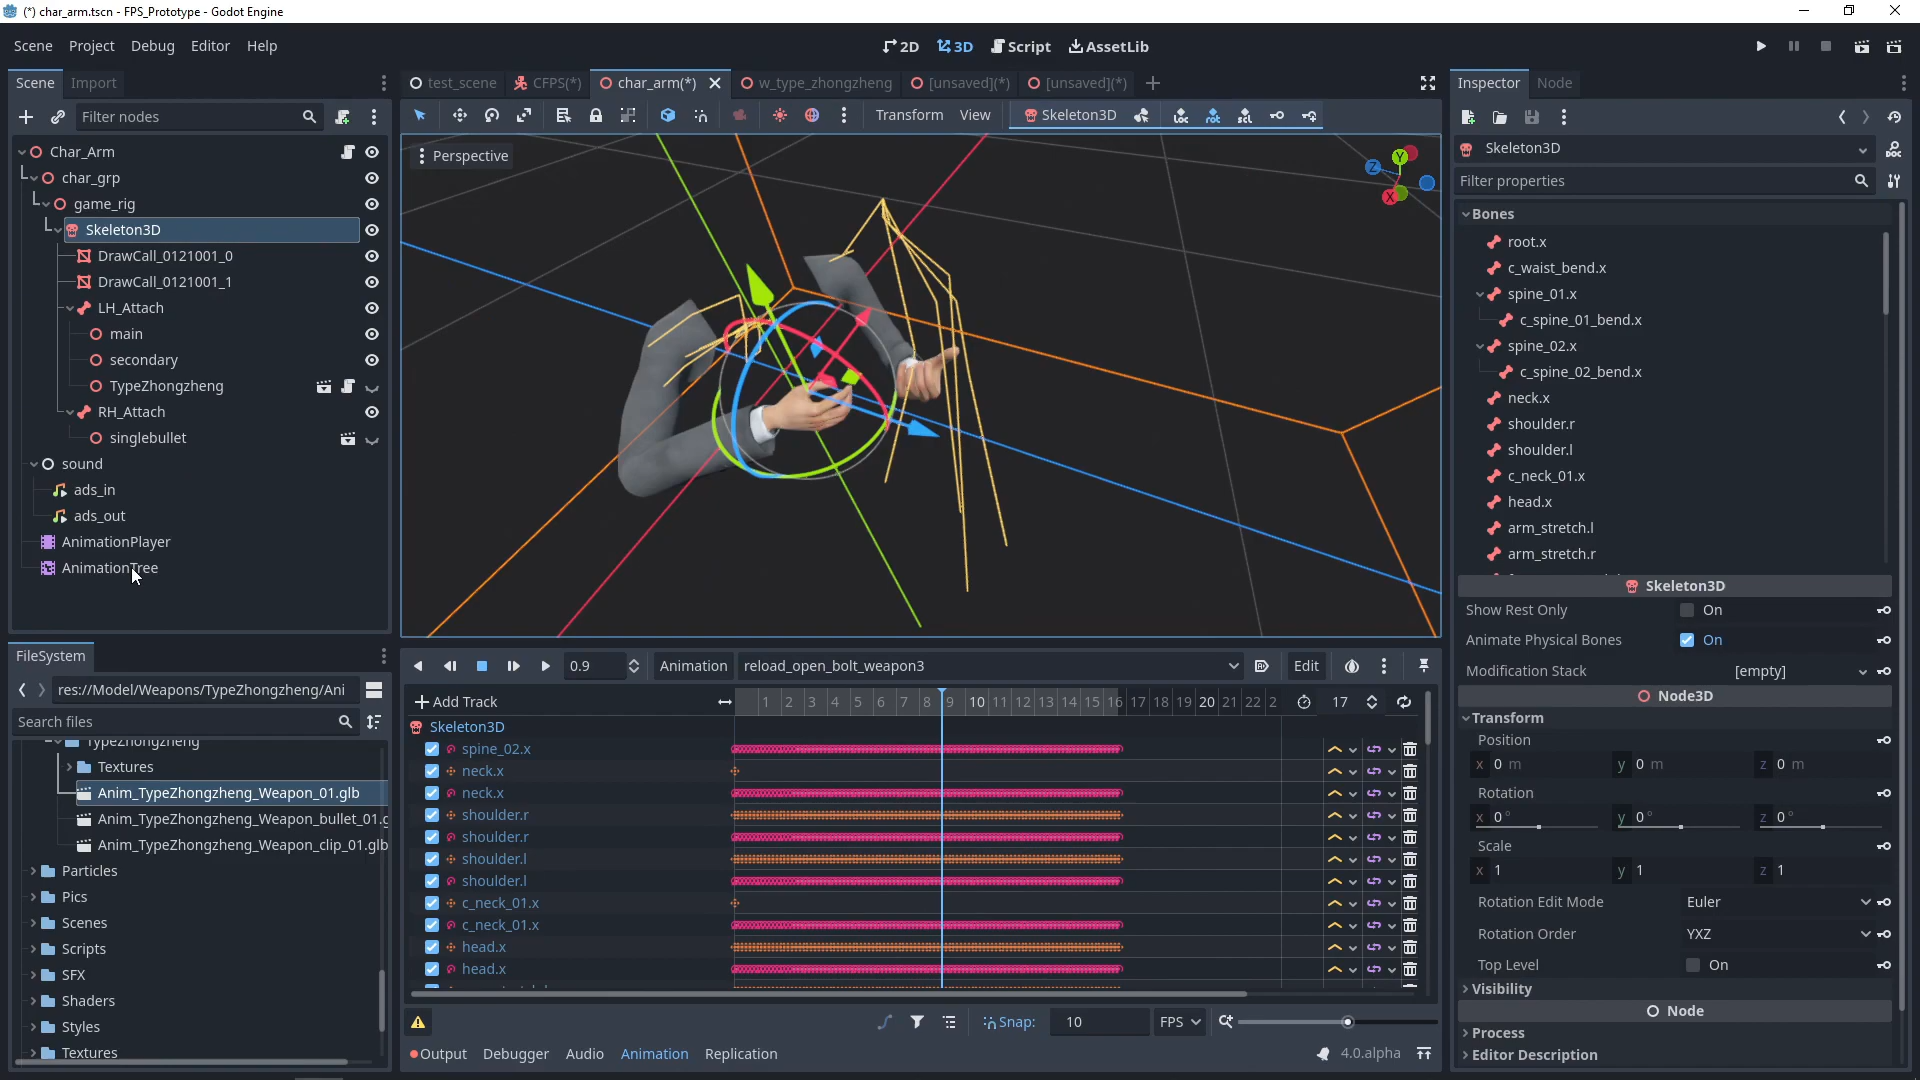 (*) char_arm.tscn - FPS_Prototype - Godot Engine
Scene Project Debug Editor Help
2D 3D Script AssetLib
Scene Import
test_scene CFPS(*) char_arm(*) w_type_zhongzheng [unsaved](*) [unsaved](*)
Inspector Node
Filter nodes
Transform View Skeleton3D
Char_Arm
char_grp
game_rig
Skeleton3D
DrawCall_0121001_0
DrawCall_0121001_1
LH_Attach
main
secondary
TypeZhongzheng
RH_Attach
singlebullet
sound
ads_in
ads_out
AnimationPlayer
AnimationTree
Perspective
Y
Z
X
Skeleton3D
Filter properties
Bones
root.x
c_waist_bend.x
spine_01.x
c_spine_01_bend.x
spine_02.x
c_spine_02_bend.x
neck.x
shoulder.r
shoulder.l
c_neck_01.x
head.x
arm_stretch.l
arm_stretch.r
Skeleton3D
Show Rest Only On
Animate Physical Bones On
Modification Stack [empty]
Node3D
Transform
Position
x 0 m y 0 m z 0 m
Rotation
x 0 ° y 0 ° z 0 °
Scale
x 1 y 1 z 1
Rotation Edit Mode Euler
Rotation Order YXZ
Top Level On
Visibility
Node
Process
Editor Description
FileSystem
res://Model/Weapons/TypeZhongzheng/Ani
Search files
TypeZhongzheng
Textures
Anim_TypeZhongzheng_Weapon_01.glb
Anim_TypeZhongzheng_Weapon_bullet_01.g
Anim_TypeZhongzheng_Weapon_clip_01.glb
Particles
Pics
Scenes
Scripts
SFX
Shaders
Styles
Textures
0.9 Animation reload_open_bolt_weapon3 Edit
Add Track 1 2 3 4 5 6 7 8 9 10 11 12 13 14 15 16 17 18 19 20 21 22 2 17
Skeleton3D
spine_02.x
neck.x
neck.x
shoulder.r
shoulder.r
shoulder.l
shoulder.l
c_neck_01.x
c_neck_01.x
head.x
head.x
Snap: 10 FPS
Output Debugger Audio Animation Replication 4.0.alpha